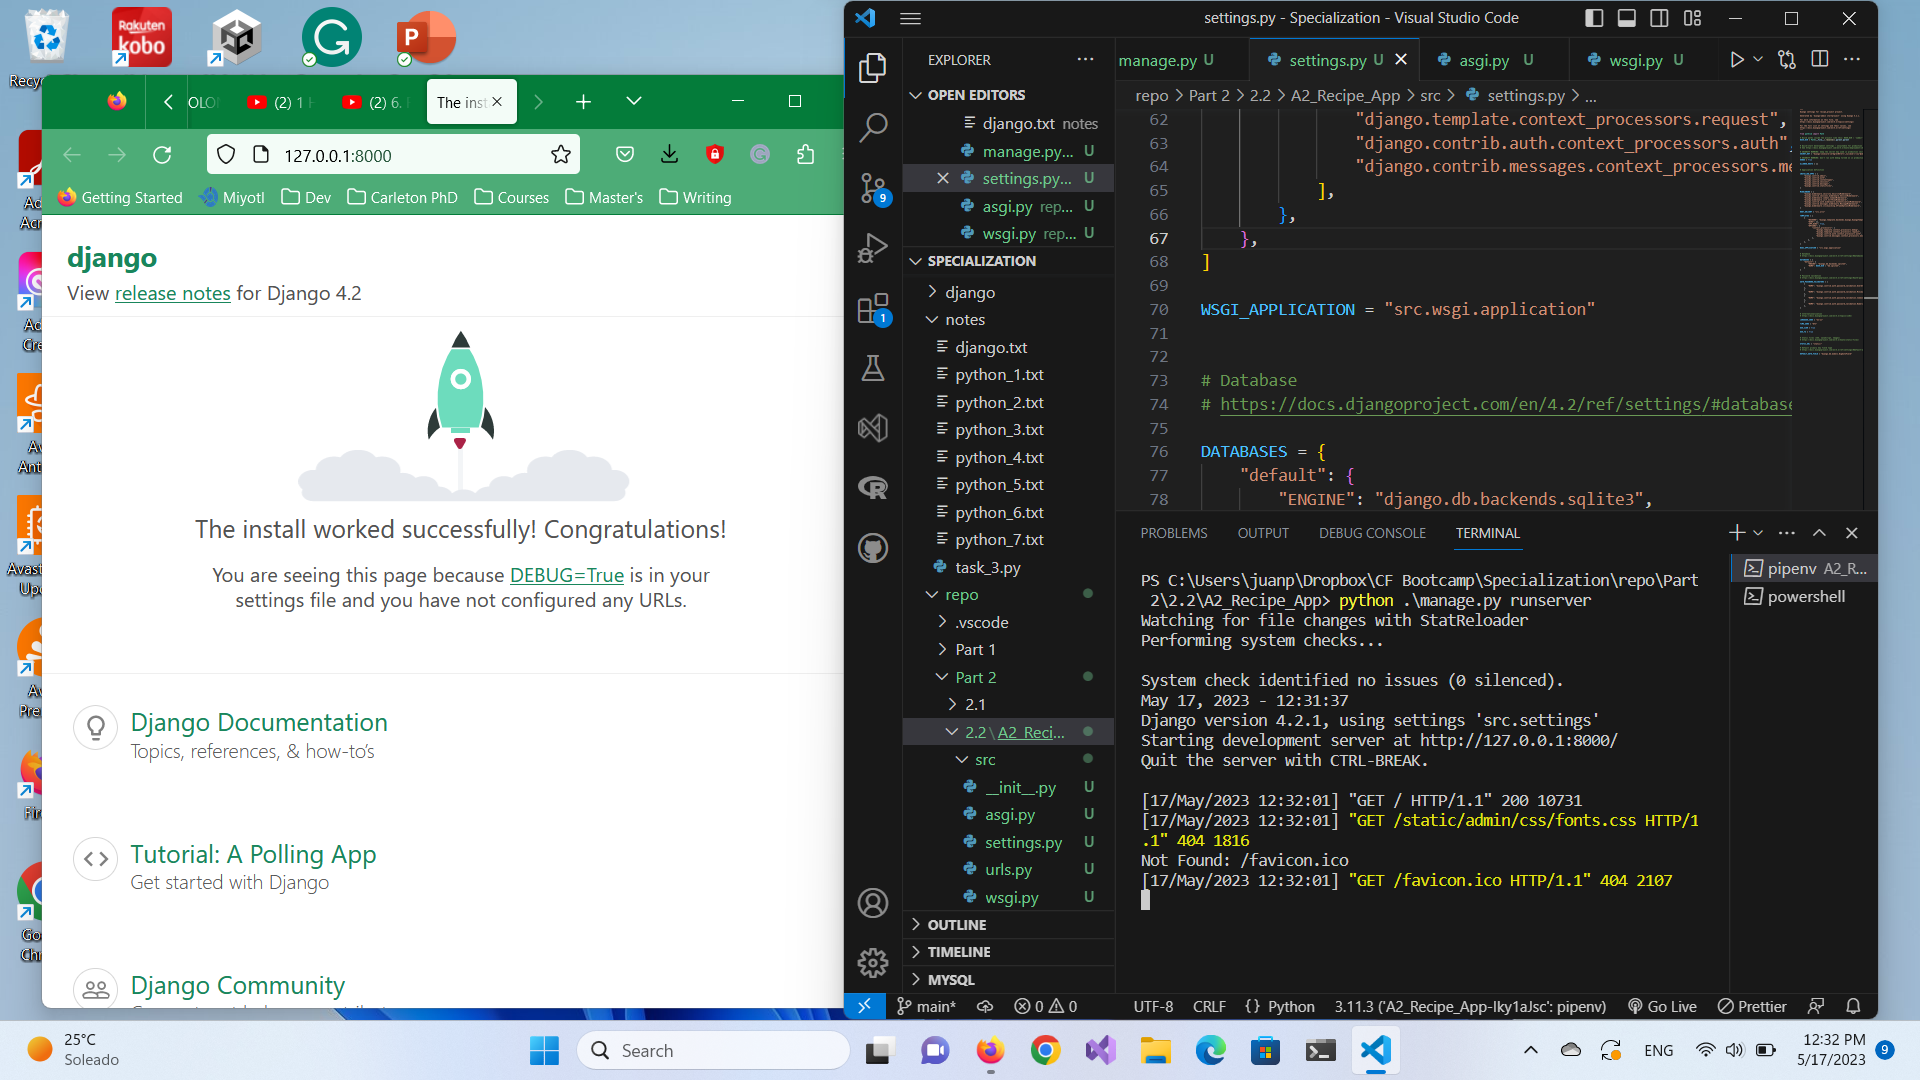 Recyc
Rakuten
kobo
Ad
Acr
Ad
Cre
Av
Ant
Avast
Up
Av
Pre
Fir
Go
Chr
(2) 1
(2) 6.
The inst
127.0.0.1:8000
Getting Started
Miyotl
Dev
Carleton PhD
Courses
Master's
Writing
django
View release notes for Django 4.2
The install worked successfully! Congratulations!
You are seeing this page because DEBUG=True is in your
settings file and you have not configured any URLs.
Django Documentation
Topics, references, & how-to's
Tutorial: A Polling App
Get started with Django
Django Community
settings.py - Specialization - Visual Studio Code
EXPLORER
OPEN EDITORS
django.txt notes
manage.py... U
settings.py... U
asgi.py rep... U
wsgi.py rep... U
SPECIALIZATION
django
notes
django.txt
python_1.txt
python_2.txt
python_3.txt
python_4.txt
python_5.txt
python_6.txt
python_7.txt
task_3.py
repo
.vscode
Part 1
Part 2
2.1
2.2 \ A2_Reci...
src
__init__.py U
asgi.py U
settings.py U
urls.py U
wsgi.py U
OUTLINE
TIMELINE
MYSQL
9
1
manage.py U
settings.py U
asgi.py U
wsgi.py U
repo > Part 2 > 2.2 > A2_Recipe_App > src > settings.py > ...
62 "django.template.context_processors.request",
63 "django.contrib.auth.context_processors.auth",
64 "django.contrib.messages.context_processors.me
65 ],
66 },
67 },
68 ]
69
70 WSGI_APPLICATION = "src.wsgi.application"
71
72
73 # Database
74 # https://docs.djangoproject.com/en/4.2/ref/settings/#database
75
76 DATABASES = {
77 "default": {
78 "ENGINE": "django.db.backends.sqlite3",
PROBLEMS OUTPUT DEBUG CONSOLE TERMINAL
PS C:\Users\juanp\Dropbox\CF Bootcamp\Specialization\repo\Part
2\2.2\A2_Recipe_App> python .\manage.py runserver
Watching for file changes with StatReloader
Performing system checks...
System check identified no issues (0 silenced).
May 17, 2023 - 12:31:37
Django version 4.2.1, using settings 'src.settings'
Starting development server at http://127.0.0.1:8000/
Quit the server with CTRL-BREAK.
[17/May/2023 12:32:01] "GET / HTTP/1.1" 200 10731
[17/May/2023 12:32:01] "GET /static/admin/css/fonts.css HTTP/1
.1" 404 1816
Not Found: /favicon.ico
[17/May/2023 12:32:01] "GET /favicon.ico HTTP/1.1" 404 2107
pipenv A2_R...
powershell
main* 0 0 UTF-8 CRLF {} Python 3.11.3 ('A2_Recipe_App-lky1aJsc': pipenv) Go Live Prettier
25°C
Soleado
Search
ENG
12:32 PM
5/17/2023
9